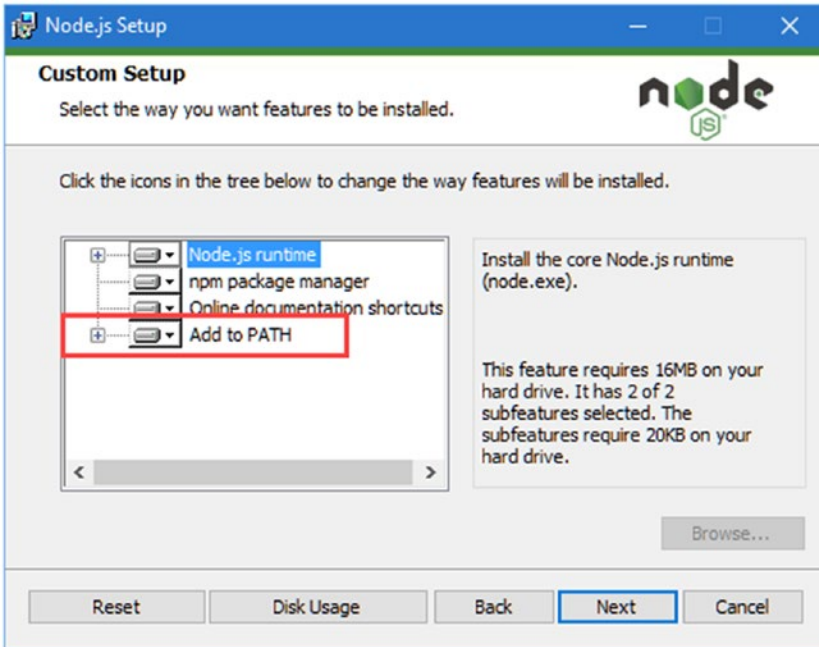 Node.js Setup
Custom Setup
Select the way you want features to be installed.
node
JS
Click the icons in the tree below to change the way features will be installed.
Node.js runtime
npm package manager
Online documentation shortcuts
Add to PATH
Install the core Node.js runtime
(node.exe).
This feature requires 16MB on your
hard drive. It has 2 of 2
subfeatures selected. The
subfeatures require 20KB on your
hard drive.
Browse...
Reset
Disk Usage
Back
Next
Cancel